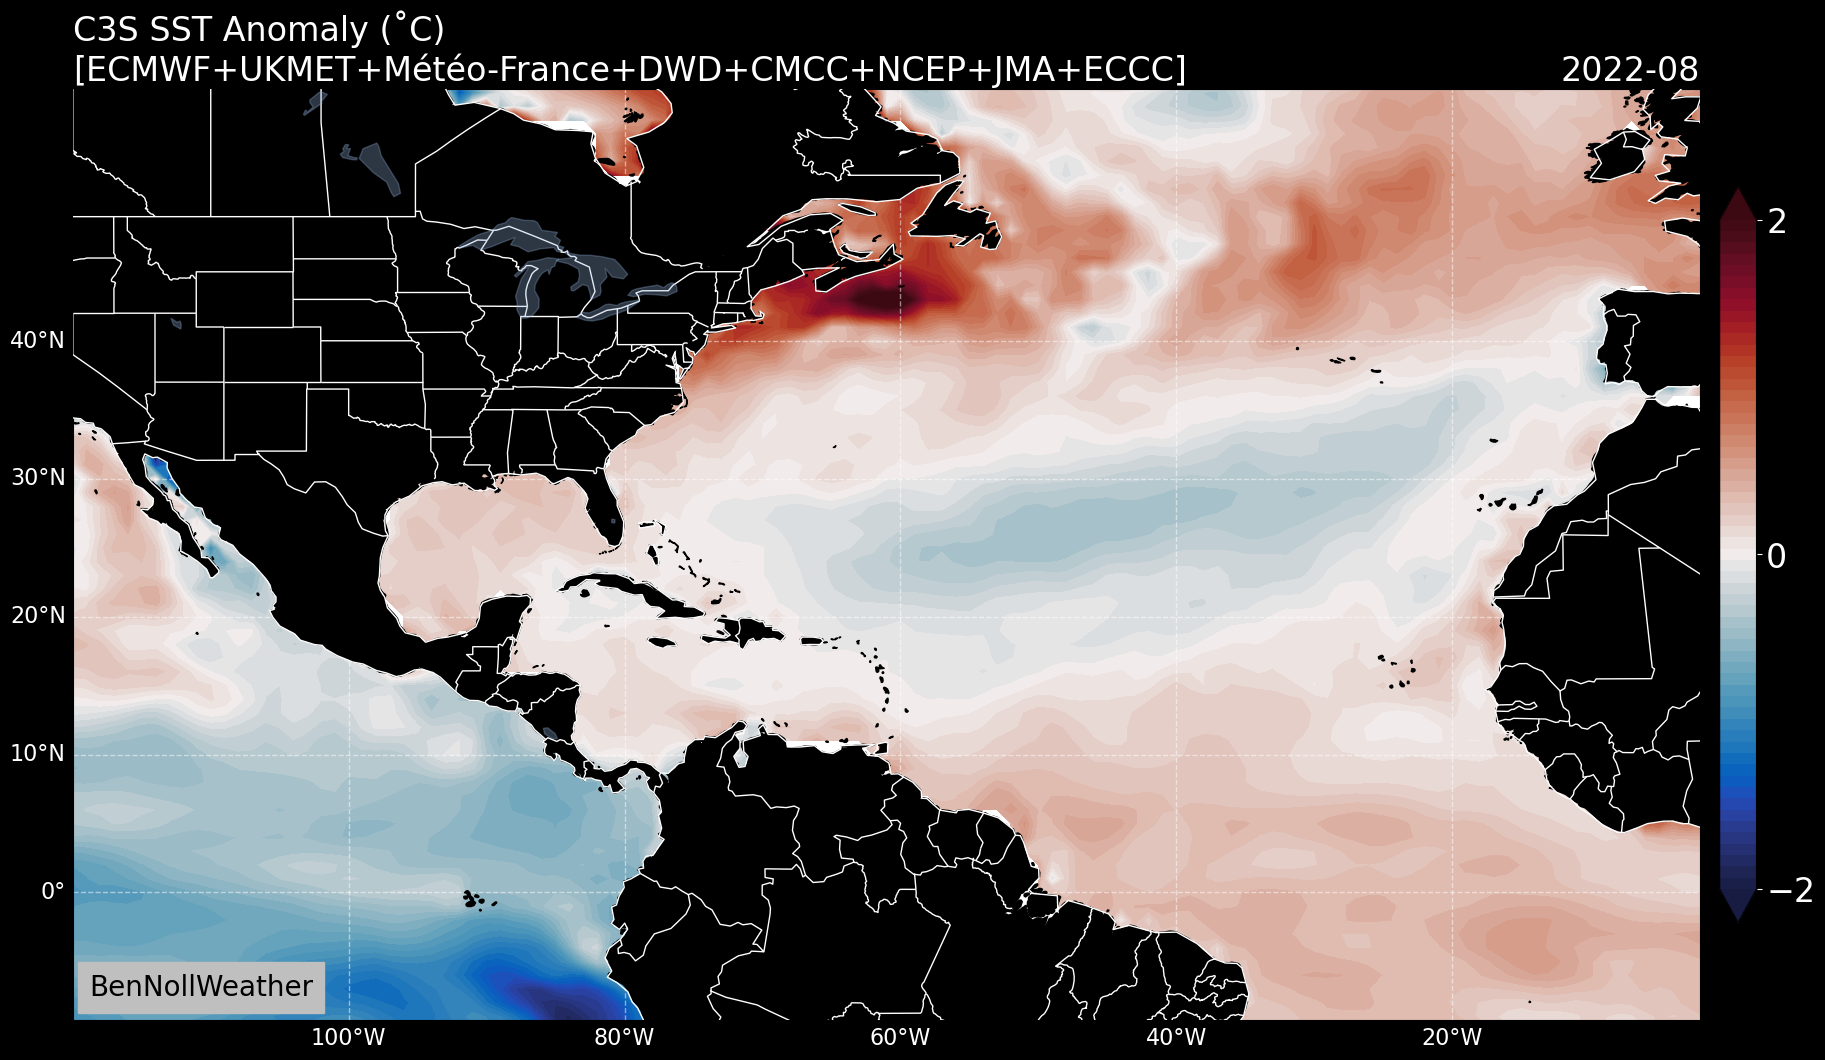 C3S SST Anomaly (˚C)
[ECMWF+UKMET+Météo-France+DWD+CMCC+NCEP+JMA+ECCC]
2022-08
40°N
30°N
20°N
10°N
0°
100°W
80°W
60°W
40°W
20°W
2
0
−2
BenNollWeather